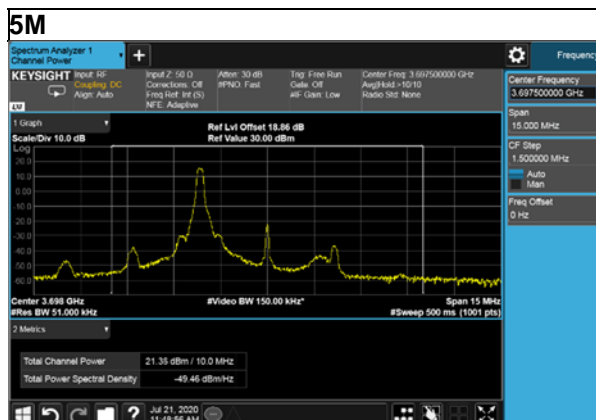 5M
Spectrum Analyzer 1
Channel Power
+
Frequency
KEYSIGHT
Input: RF
Coupling: DC
Align: Auto
Input Z: 50 Ω
Corrections: Off
Freq Ref: Int (S)
NFE: Adaptive
Atten: 30 dB
#PNO: Fast
Trig: Free Run
Gate: Off
#IF Gain: Low
Center Freq: 3.697500000 GHz
Avg|Hold:>10/10
Radio Std: None
Center Frequency
3.697500000 GHz
Span
15.000 MHz
CF Step
1.500000 MHz
Auto
Man
Freq Offset
0 Hz
1 Graph
Scale/Div 10.0 dB
Ref Lvl Offset 18.86 dB
Ref Value 30.00 dBm
Log
20.0
10.0
0.00
-10.0
-20.0
-30.0
-40.0
-50.0
-60.0
Center 3.698 GHz
#Res BW 51.000 kHz
#Video BW 150.00 kHz*
Span 15 MHz
#Sweep 500 ms (1001 pts)
2 Metrics
Total Channel Power
21.35 dBm / 10.0 MHz
Total Power Spectral Density
-49.46 dBm/Hz
?
Jul 21, 2020